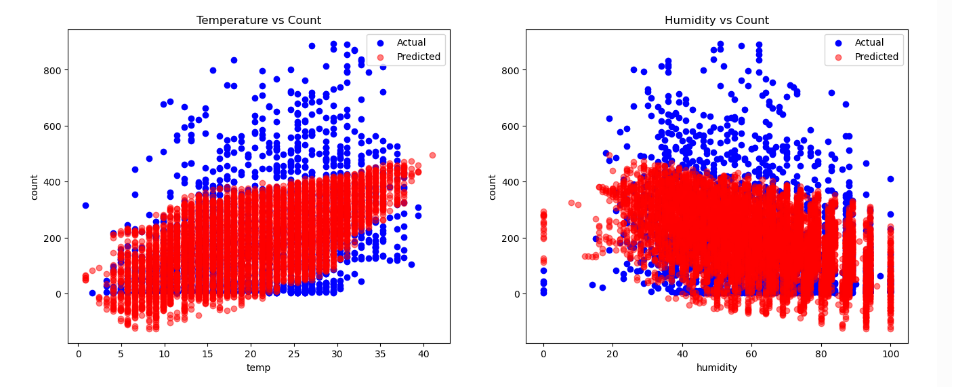 Temperature vs Count
Actual
Predicted
count
800
600
400
200
0
0 5 10 15 20 25 30 35 40
temp
Humidity vs Count
Actual
Predicted
count
800
600
400
200
0
0 20 40 60 80 100
humidity